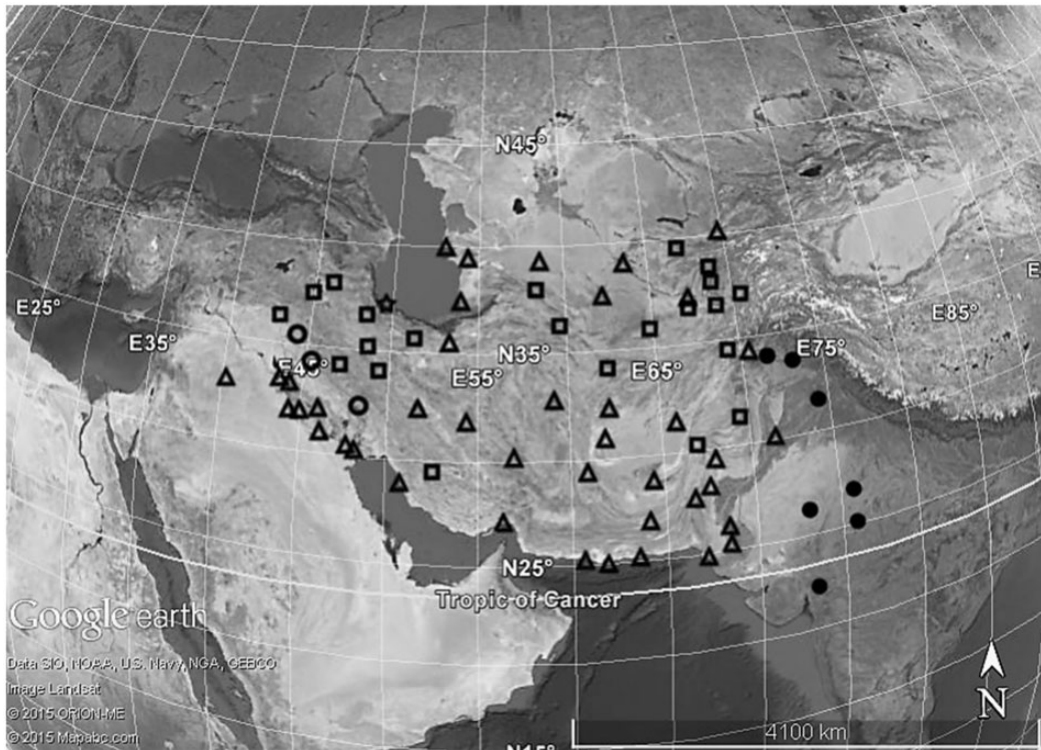 N45°
E25°
E35°
E45°
N35°
E55°
E65°
E75°
E85°
E
N25°
Tropic of Cancer
Google earth
Data SIO, NOAA, U.S. Navy, NGA, GEBCO
Image Landsat
© 2015 ORION-ME
© 2015 Mapabc.com
N
4100 km
N15°